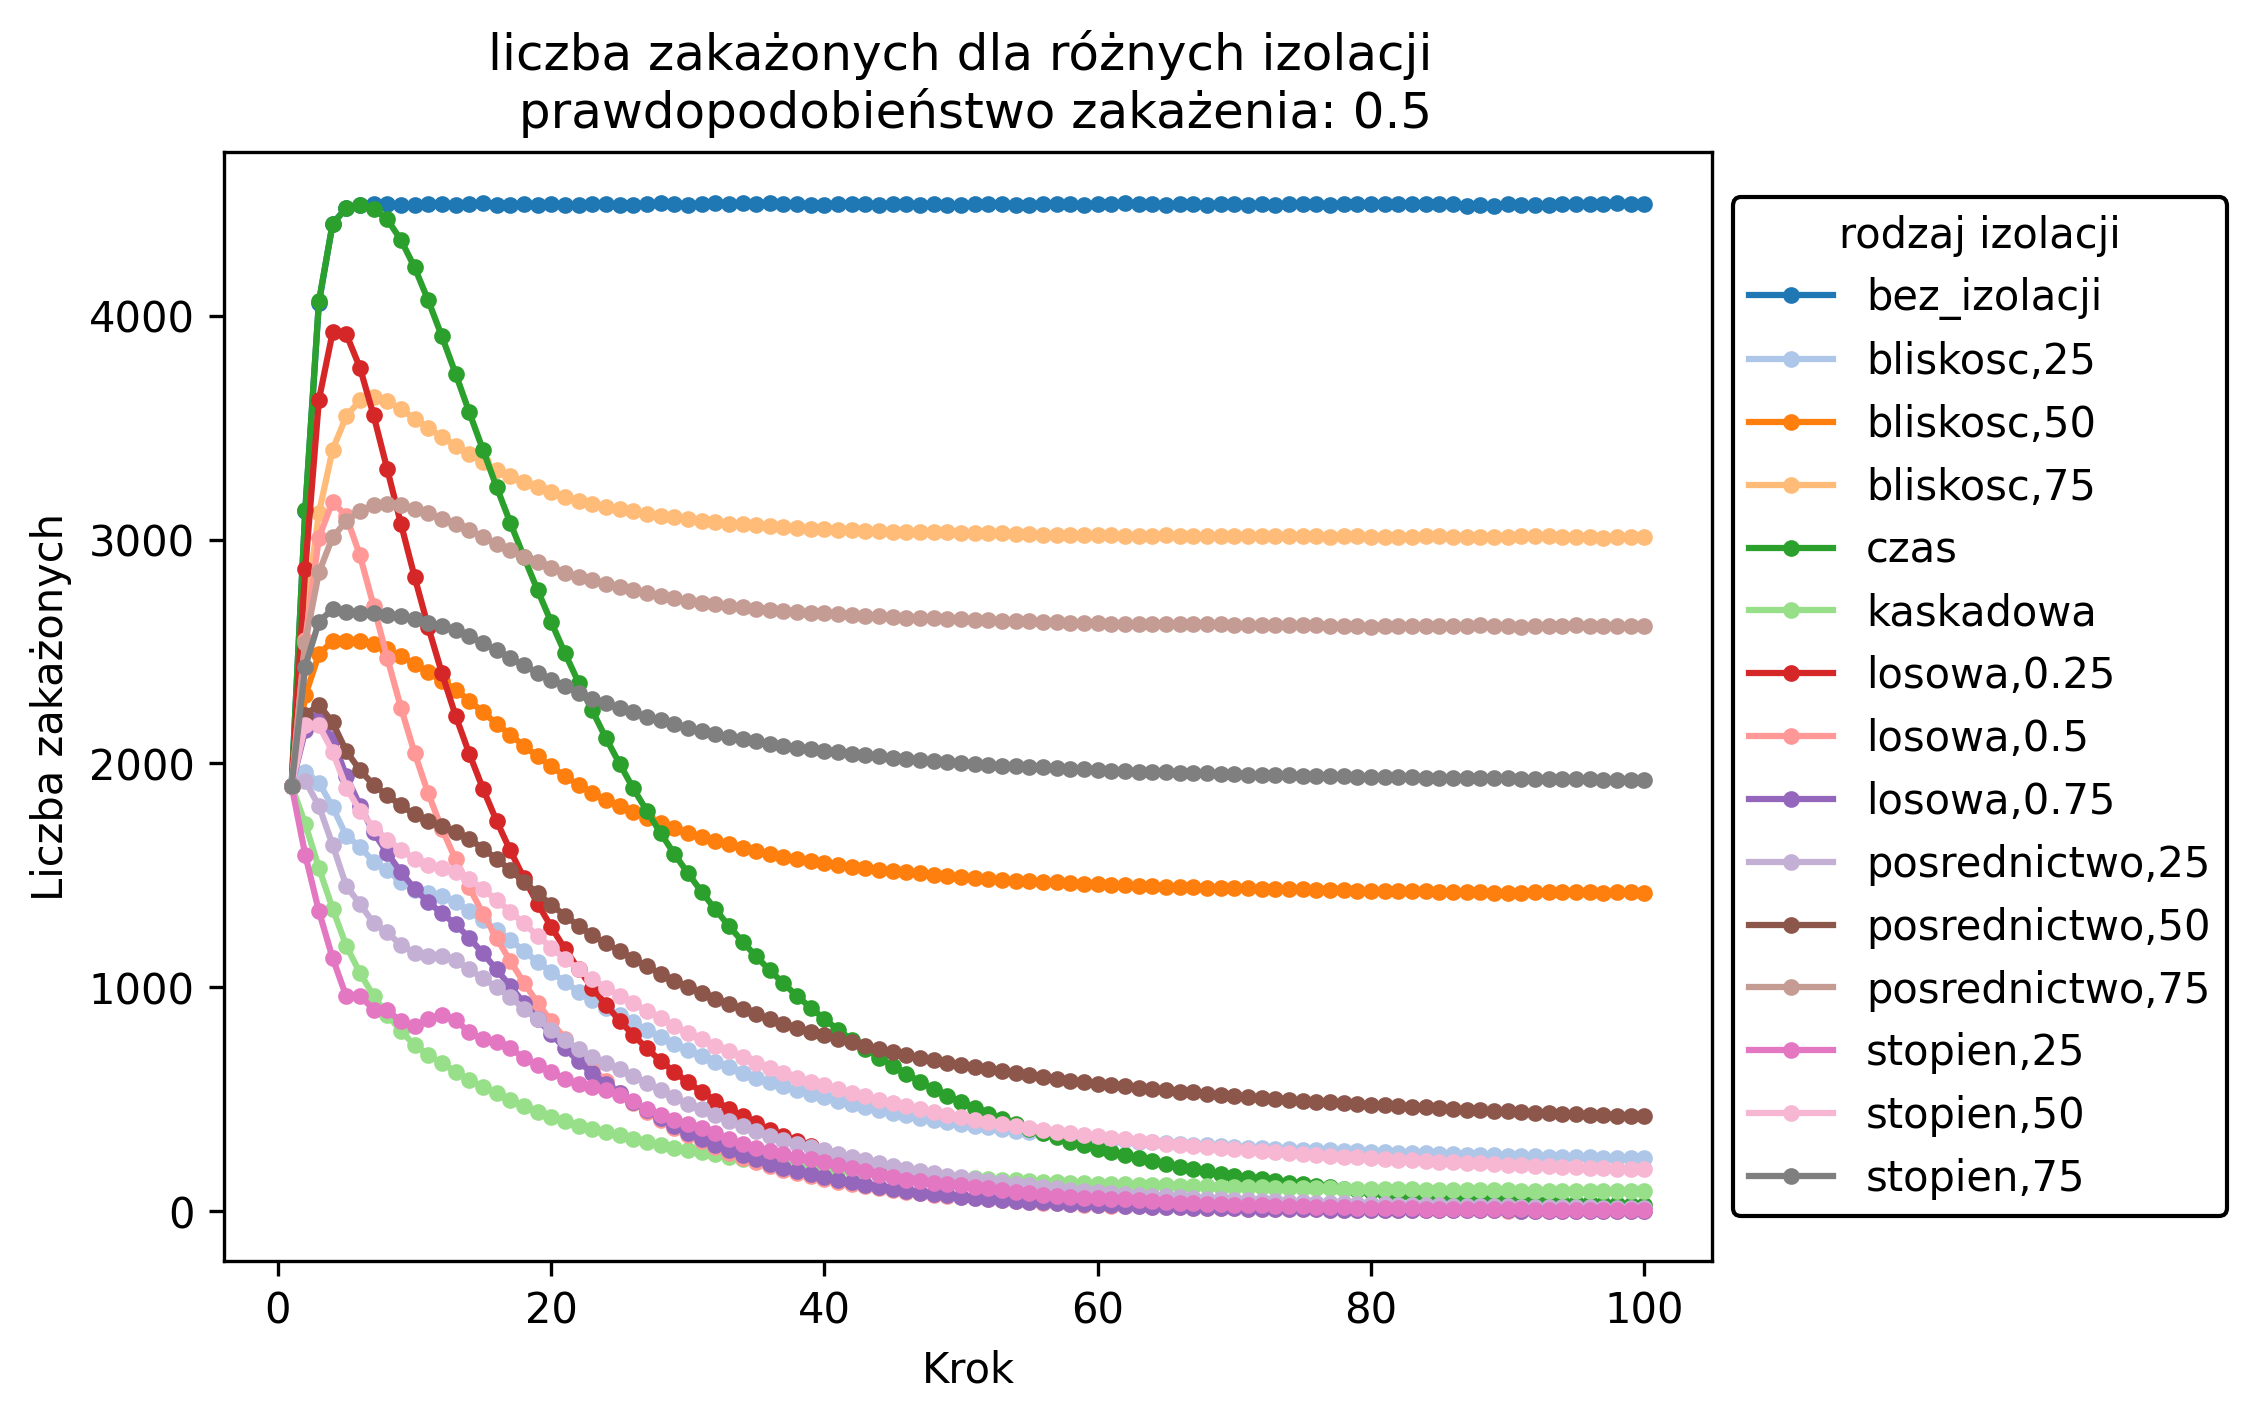 liczba zakażonych dla różnych izolacji
prawdopodobieństwo zakażenia: 0.5
Liczba zakażonych
4000
3000
2000
1000
0
0 20 40 60 80 100
Krok
rodzaj izolacji
bez_izolacji
bliskosc,25
bliskosc,50
bliskosc,75
czas
kaskadowa
losowa,0.25
losowa,0.5
losowa,0.75
posrednictwo,25
posrednictwo,50
posrednictwo,75
stopien,25
stopien,50
stopien,75